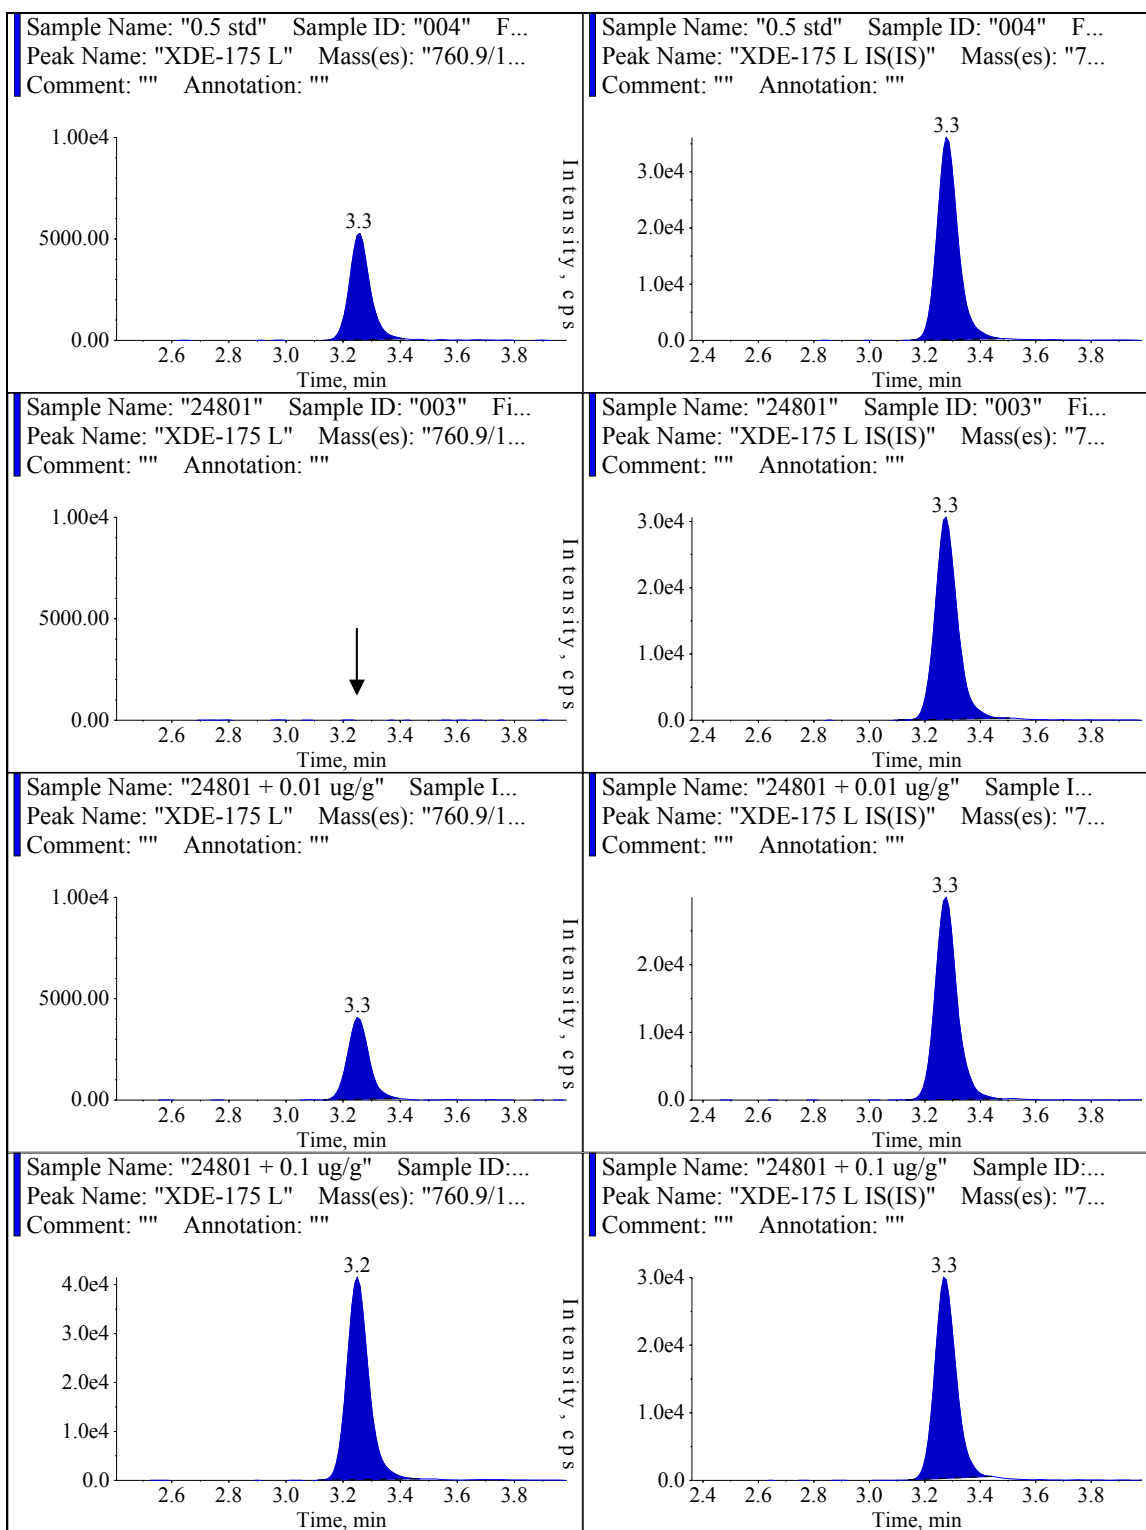 Sample Name: "0.5 std" Sample ID: "004" F...
Peak Name: "XDE-175 L" Mass(es): "760.9/1...
Comment: "" Annotation: ""
1.00e4
5000.00
0.00
3.3
2.6 2.8 3.0 3.2 3.4 3.6 3.8
Time, min
Intensity, cps
Sample Name: "0.5 std" Sample ID: "004" F...
Peak Name: "XDE-175 L IS(IS)" Mass(es): "7...
Comment: "" Annotation: ""
3.3
3.0e4
2.0e4
1.0e4
0.0
2.4 2.6 2.8 3.0 3.2 3.4 3.6 3.8
Time, min
Sample Name: "24801" Sample ID: "003" Fi...
Peak Name: "XDE-175 L" Mass(es): "760.9/1...
Comment: "" Annotation: ""
1.00e4
5000.00
0.00
2.6 2.8 3.0 3.2 3.4 3.6 3.8
Time, min
Intensity, cps
Sample Name: "24801" Sample ID: "003" Fi...
Peak Name: "XDE-175 L IS(IS)" Mass(es): "7...
Comment: "" Annotation: ""
3.3
3.0e4
2.0e4
1.0e4
0.0
2.4 2.6 2.8 3.0 3.2 3.4 3.6 3.8
Time, min
Sample Name: "24801 + 0.01 ug/g" Sample I...
Peak Name: "XDE-175 L" Mass(es): "760.9/1...
Comment: "" Annotation: ""
1.00e4
5000.00
0.00
3.3
2.6 2.8 3.0 3.2 3.4 3.6 3.8
Time, min
Intensity, cps
Sample Name: "24801 + 0.01 ug/g" Sample I...
Peak Name: "XDE-175 L IS(IS)" Mass(es): "7...
Comment: "" Annotation: ""
3.3
2.0e4
1.0e4
0.0
2.4 2.6 2.8 3.0 3.2 3.4 3.6 3.8
Time, min
Sample Name: "24801 + 0.1 ug/g" Sample ID:...
Peak Name: "XDE-175 L" Mass(es): "760.9/1...
Comment: "" Annotation: ""
3.2
4.0e4
3.0e4
2.0e4
1.0e4
0.0
2.6 2.8 3.0 3.2 3.4 3.6 3.8
Time, min
Intensity, cps
Sample Name: "24801 + 0.1 ug/g" Sample ID:...
Peak Name: "XDE-175 L IS(IS)" Mass(es): "7...
Comment: "" Annotation: ""
3.3
3.0e4
2.0e4
1.0e4
0.0
2.4 2.6 2.8 3.0 3.2 3.4 3.6 3.8
Time, min